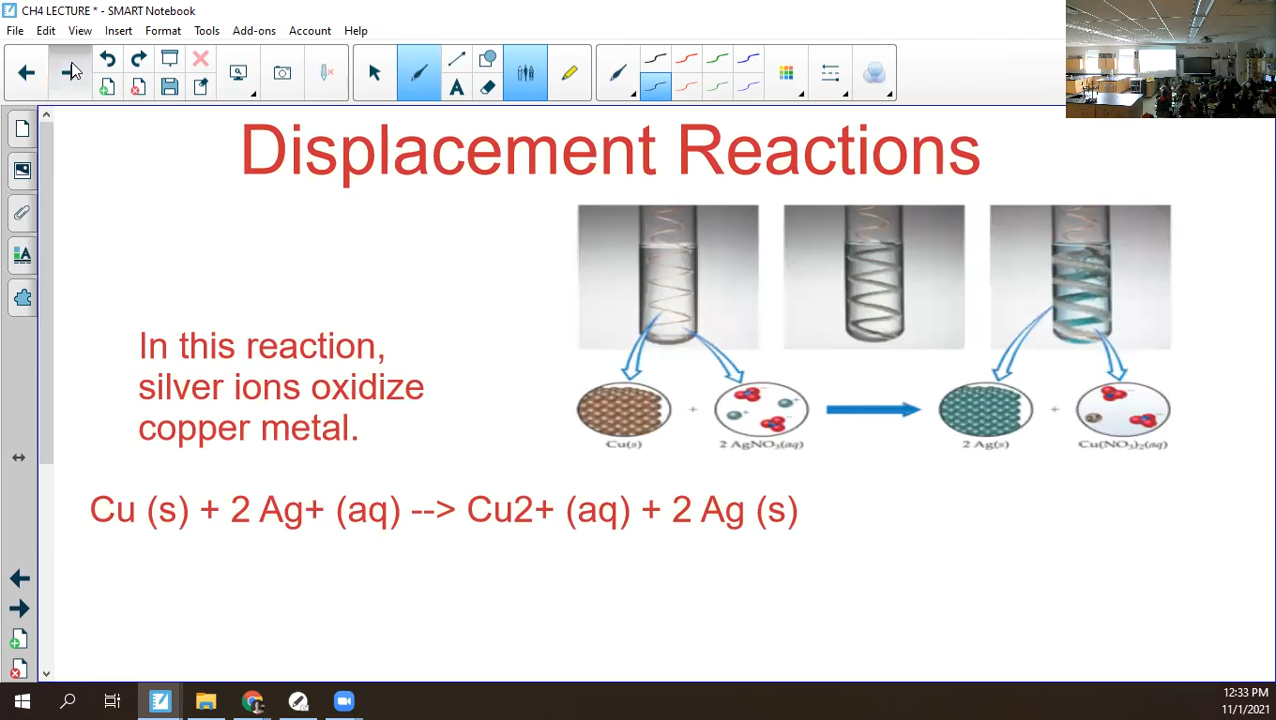 CH4 LECTURE * - SMART Notebook
File Edit View Insert Format Tools Add-ons Account Help
Displacement Reactions
In this reaction,
silver ions oxidize
copper metal.
+ +
Cu(s) 2 AgNO₃(aq) 2 Ag(s) Cu(NO₃)₂(aq)
Cu (s) + 2 Ag+ (aq) --> Cu2+ (aq) + 2 Ag (s)
12:33 PM
11/1/2021